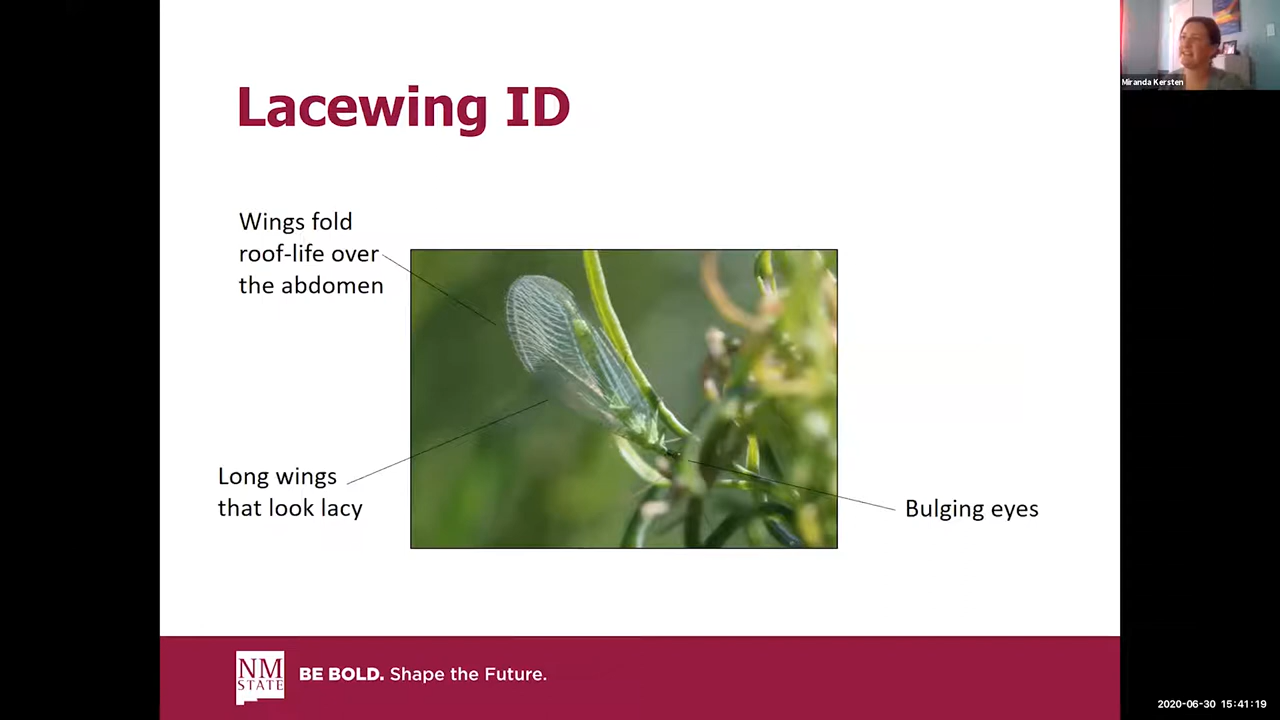 Lacewing ID
Miranda Kersten
Wings fold
roof-life over
the abdomen
Long wings
that look lacy
Bulging eyes
NM
STATE
BE BOLD. Shape the Future.
2020-06-30 15:41:19